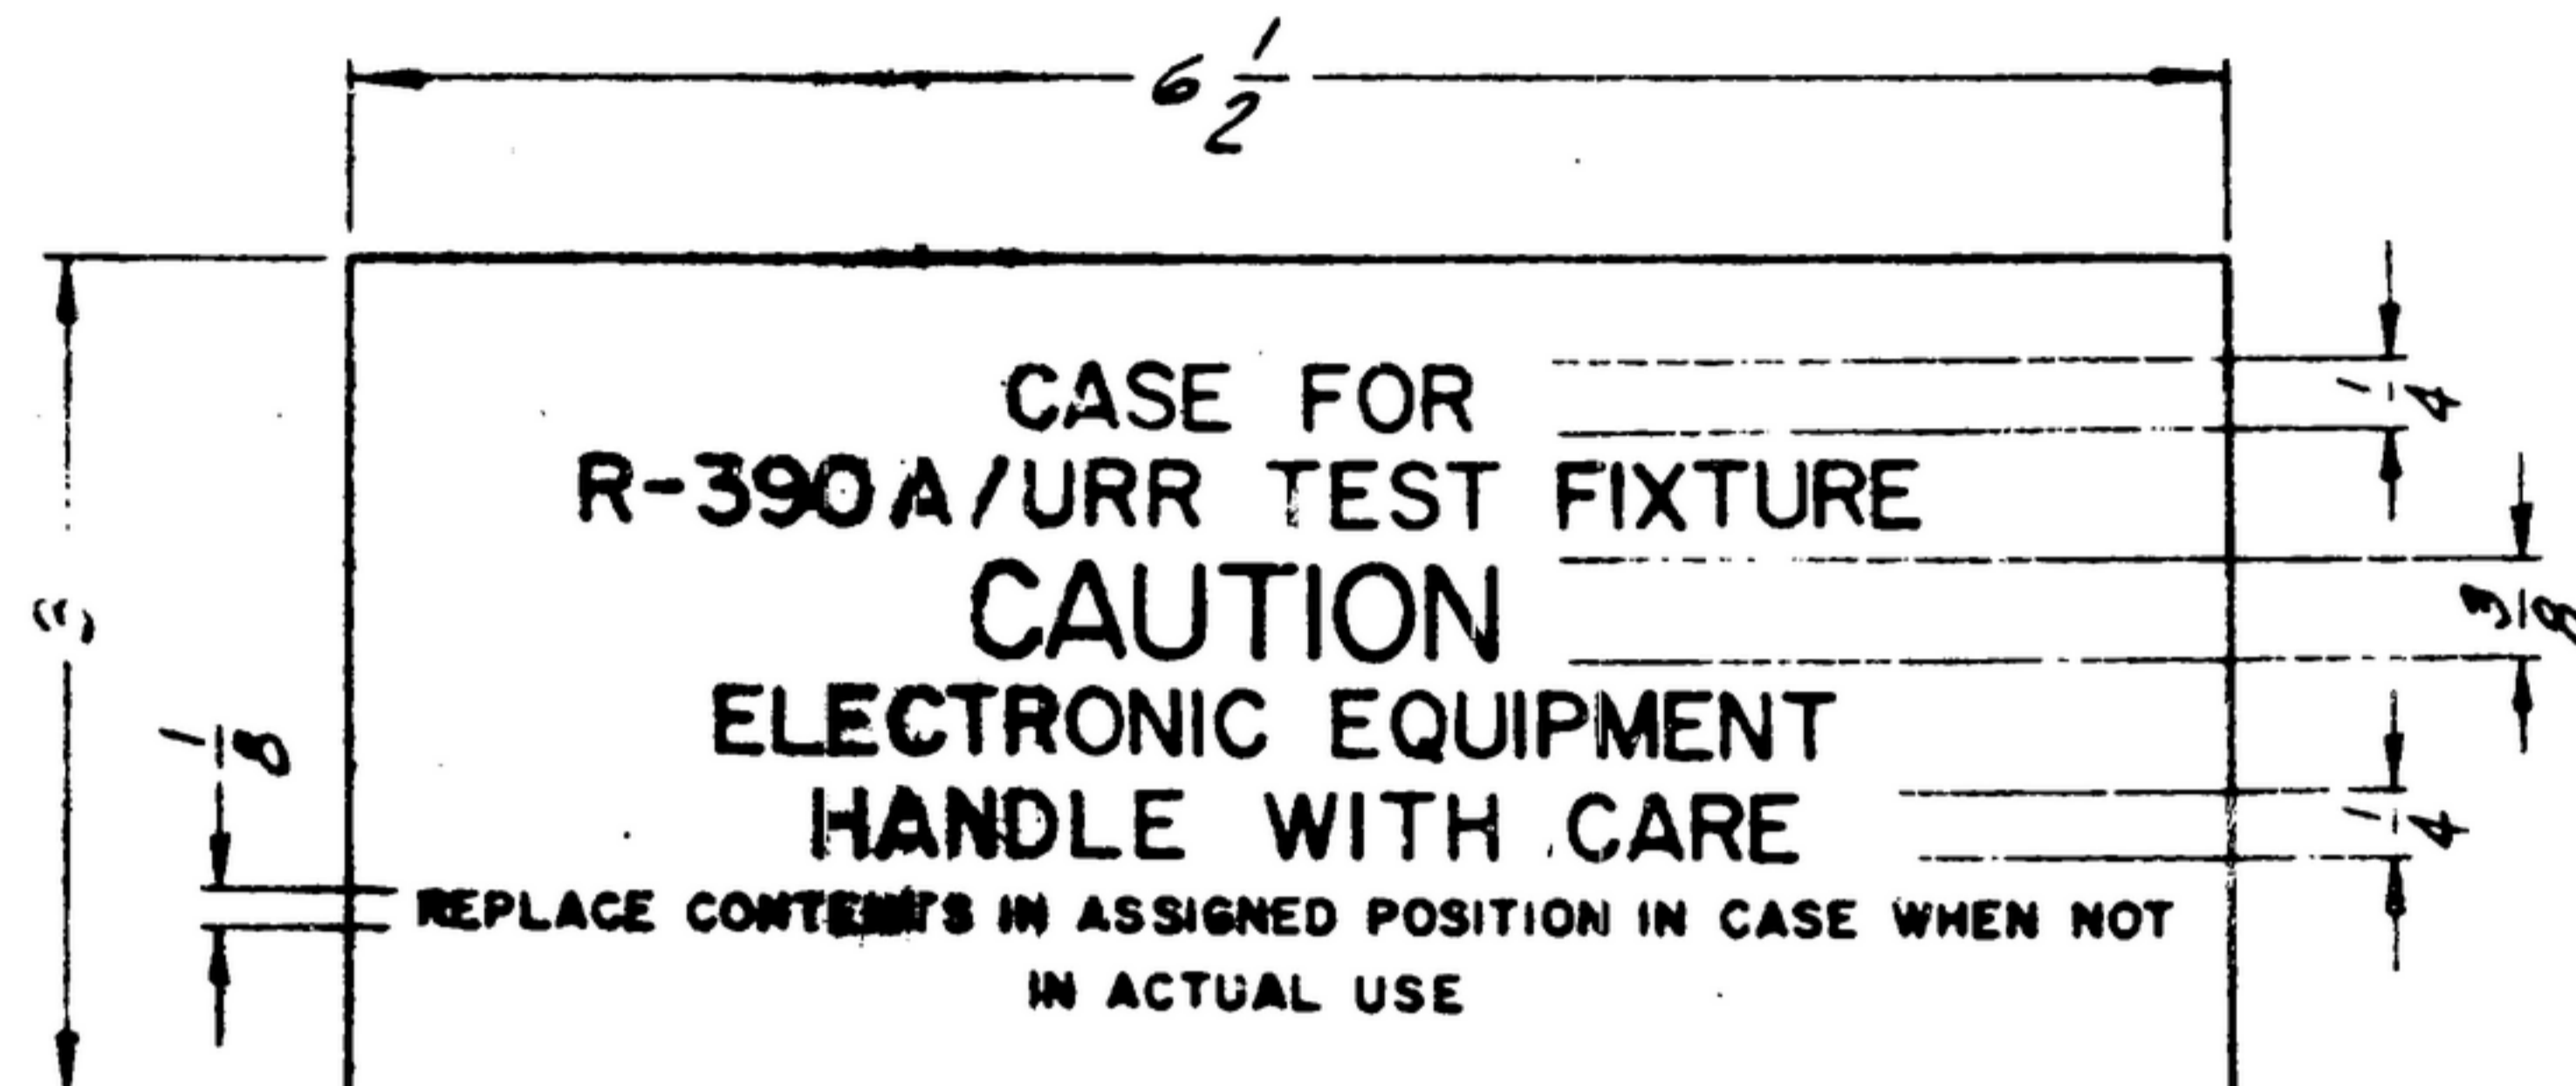 6 1/2
CASE FOR
1/4
R-390A/URR TEST FIXTURE
CAUTION
3/8
ELECTRONIC EQUIPMENT
1/8
HANDLE WITH CARE
1/4
REPLACE CONTENTS IN ASSIGNED POSITION IN CASE WHEN NOT
IN ACTUAL USE